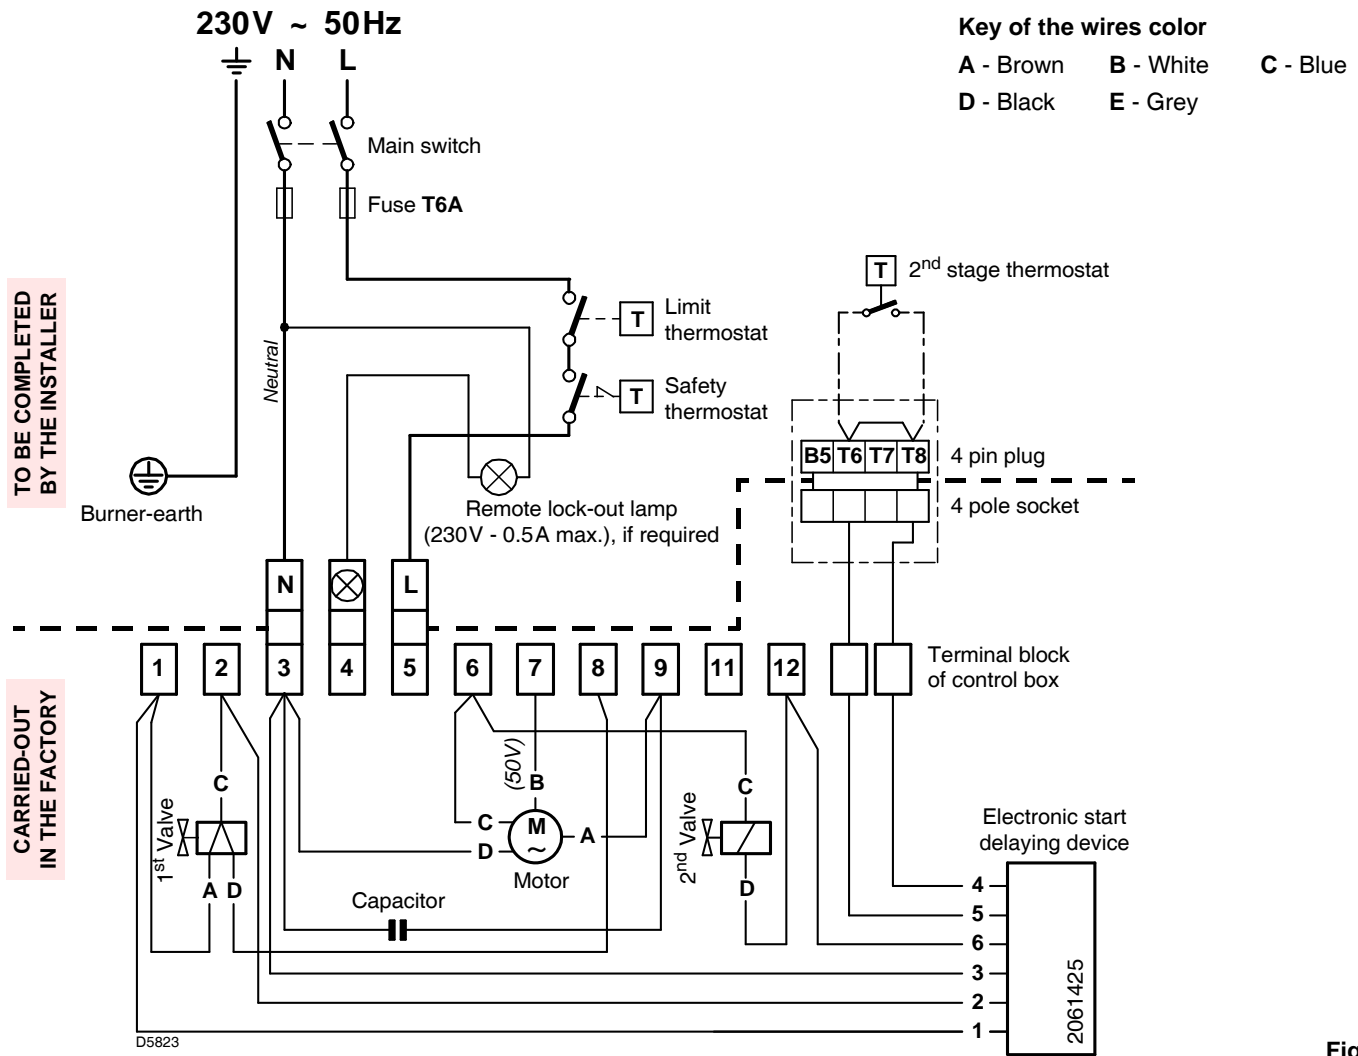 230V ~ 50Hz
N L
Main switch
Fuse T6A
Key of the wires color
A - Brown B - White C - Blue
D - Black E - Grey
TO BE COMPLETED
BY THE INSTALLER
Neutral
T
Limit
thermostat
T
Safety
thermostat
T
2nd stage thermostat
B5 T6 T7 T8
4 pin plug
4 pole socket
Burner-earth
Remote lock-out lamp
(230V - 0.5A max.), if required
N L
1 2 3 4 5 6 7 8 9 11 12
Terminal block
of control box
CARRIED-OUT
IN THE FACTORY
1st Valve
C
A D
(50V)
B
C
D
M
~
A
Motor
Capacitor
2nd Valve
C
D
Electronic start
delaying device
4
5
6
3
2
1
2061425
D5823
Fig